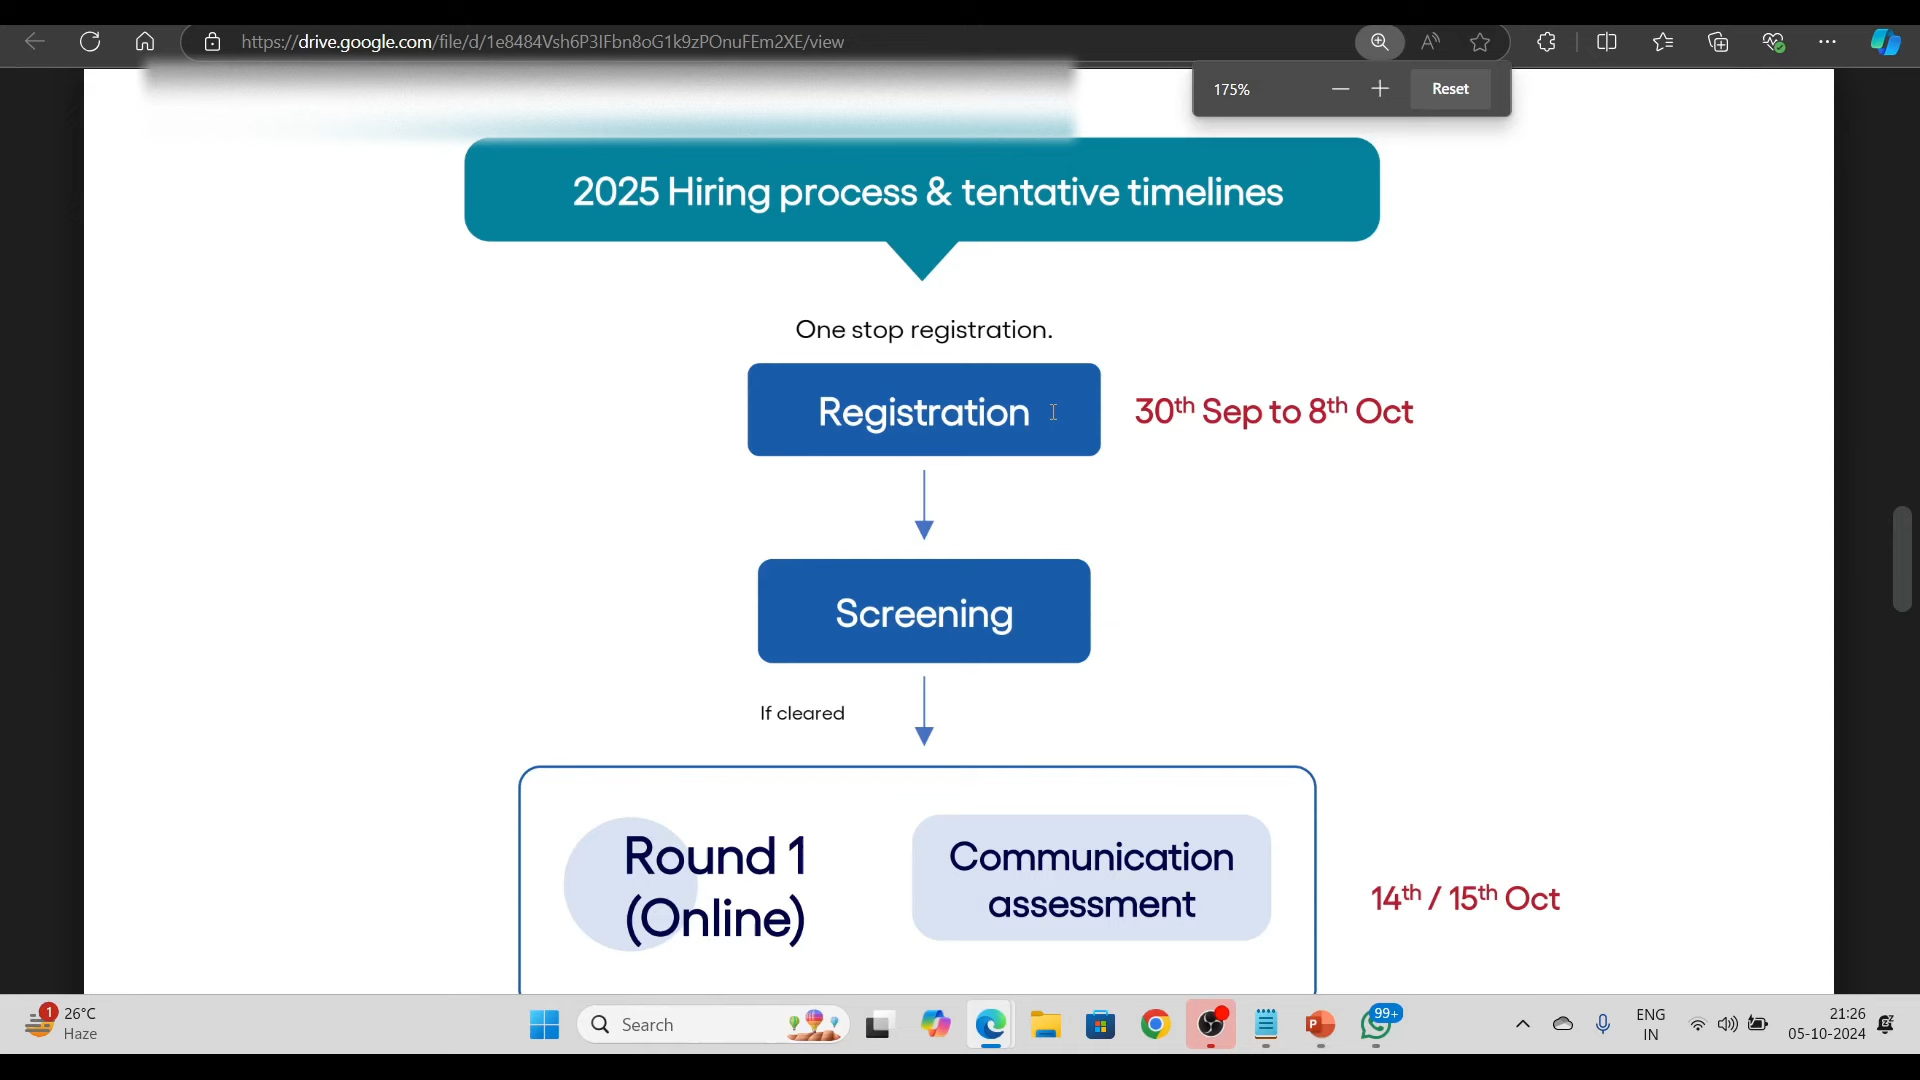 https://drive.google.com/file/d/1e8484Vsh6P3IFbn8oG1k9zPOnuFEm2XE/view
175%
Reset
2025 Hiring process & tentative timelines
One stop registration.
Registration
30th Sep to 8th Oct
Screening
If cleared
Round 1
(Online)
Communication
assessment
14th / 15th Oct
1
26°C
Haze
Search
99+
ENG
IN
21:26
05-10-2024